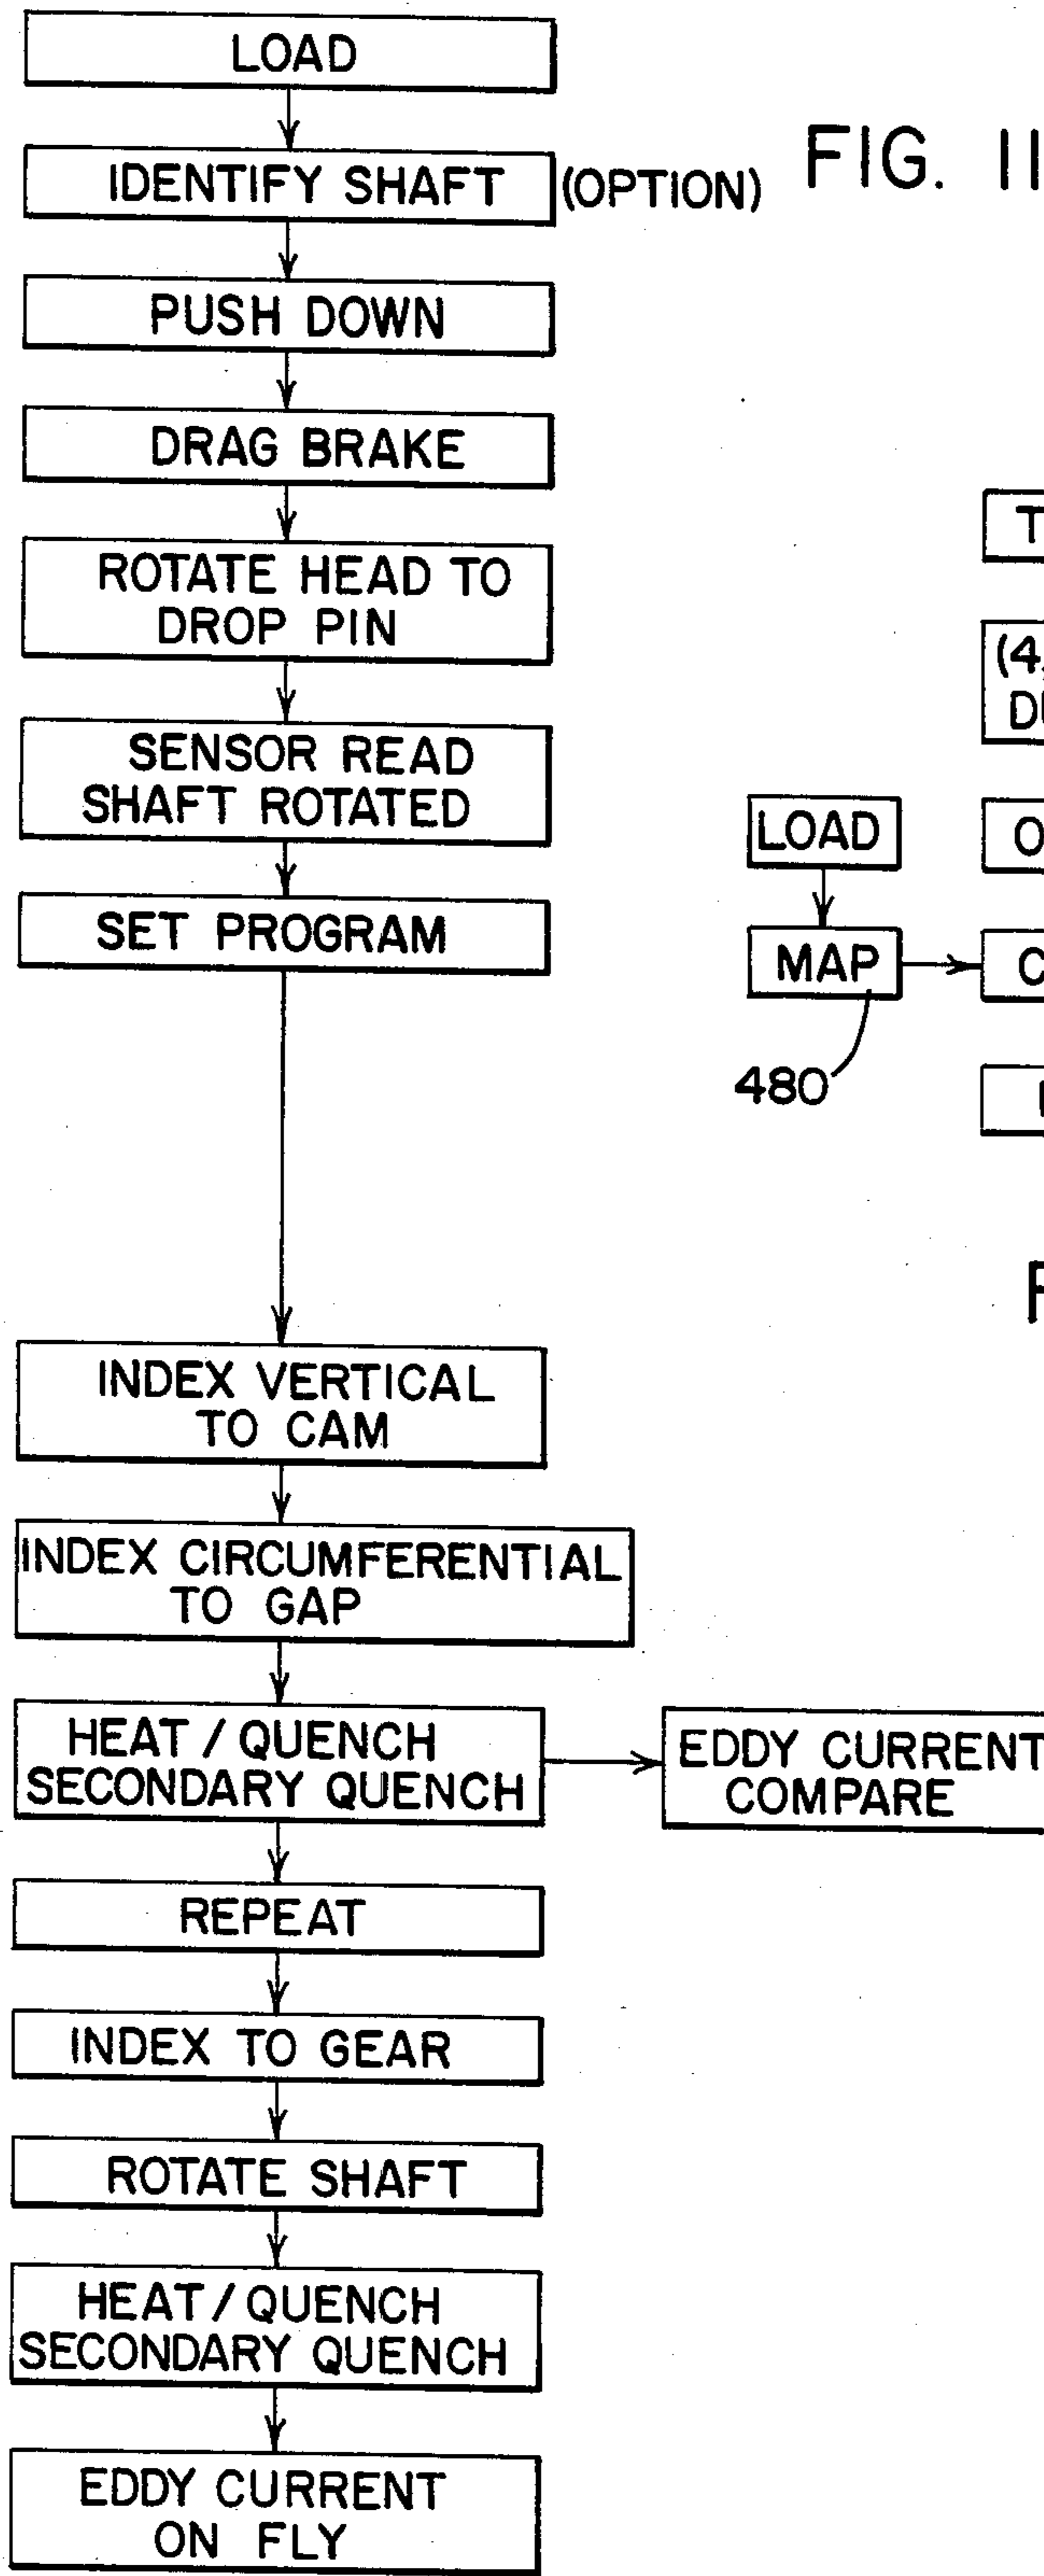 LOAD
IDENTIFY SHAFT (OPTION)
FIG. 11
PUSH DOWN
DRAG BRAKE
ROTATE HEAD TO
DROP PIN
SENSOR READ
SHAFT ROTATED
SET PROGRAM
LOAD
MAP
480
INDEX VERTICAL
TO CAM
INDEX CIRCUMFERENTIAL
TO GAP
HEAT / QUENCH
SECONDARY QUENCH
EDDY CURRENT
COMPARE
REPEAT
INDEX TO GEAR
ROTATE SHAFT
HEAT / QUENCH
SECONDARY QUENCH
EDDY CURRENT
ON FLY